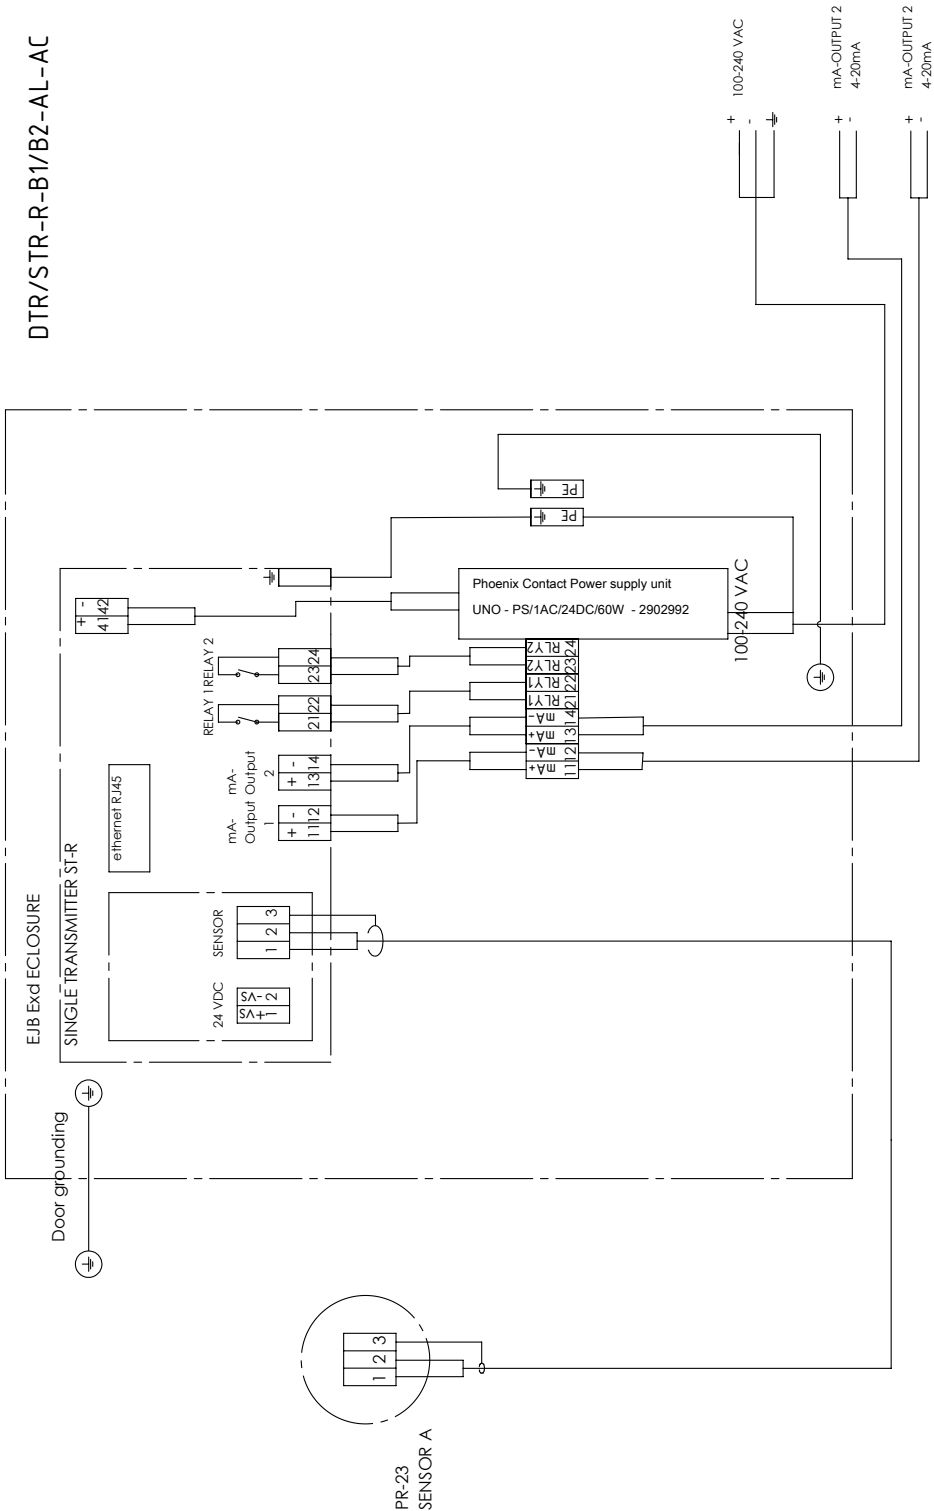 DTR/STR-R-B1/B2-AL-AC
100-240 VAC
+
-
mA-OUTPUT 2
4-20mA
+
-
mA-OUTPUT 2
4-20mA
+
-
EJB Exd ECLOSURE
SINGLE TRANSMITTER ST-R
ethernet RJ45
+ -
41 42
RELAY 1
RELAY 2
21 22
23 24
mA-
Output
1
+ -
11 12
mA-
Output
2
+ -
13 14
24 VDC
+VS -VS
1 2
SENSOR
1 2 3
Phoenix Contact Power supply unit
UNO - PS/1AC/24DC/60W - 2902992
100-240 VAC
PE
PE
mA+ mA- mA+ mA- RLY1 RLY1 RLY2 RLY2
11 12 13 14 21 22 23 24
Door grounding
PR-23
SENSOR A
1 2 3